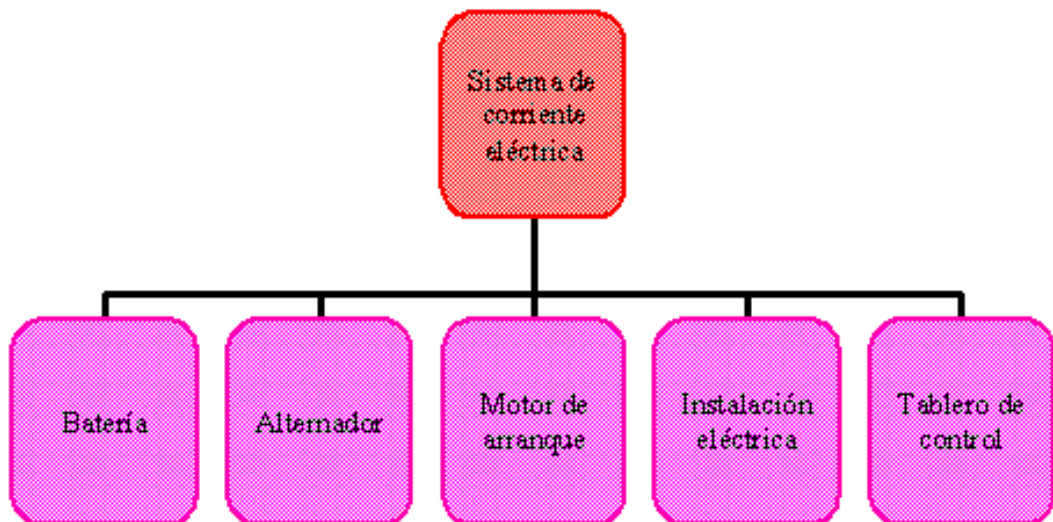 Sistema de
corriente
eléctrica
Batería
Alternador
Motor de
arranque
Instalación
eléctrica
Tablero de
control